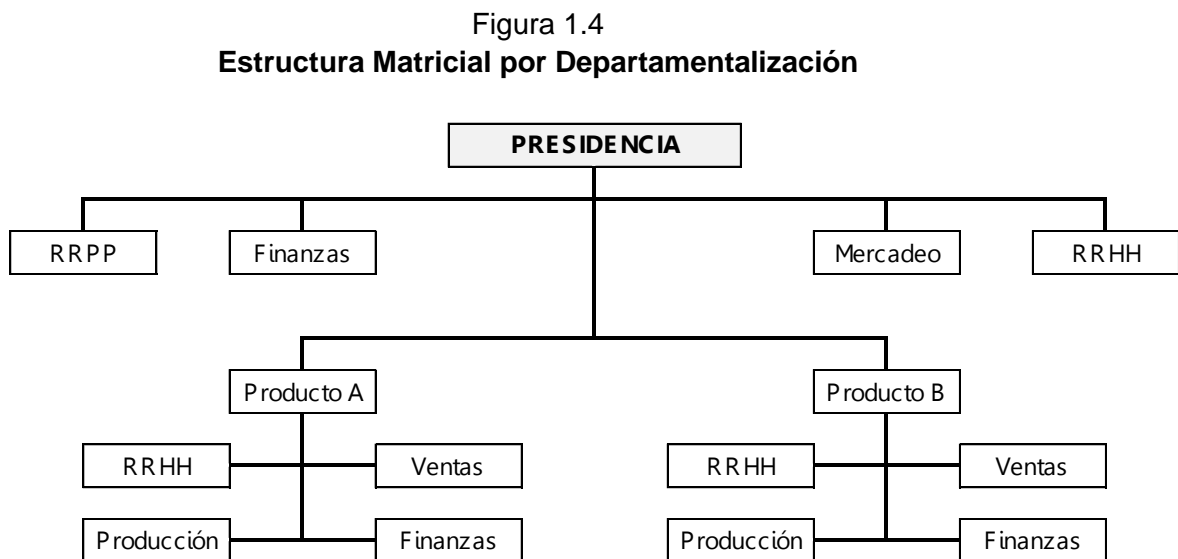 Figura 1.4
Estructura Matricial por Departamentalización
PRESIDENCIA
RRPP
Finanzas
Mercadeo
RRHH
Producto A
Producto B
RRHH
Ventas
RRHH
Ventas
Producción
Finanzas
Producción
Finanzas